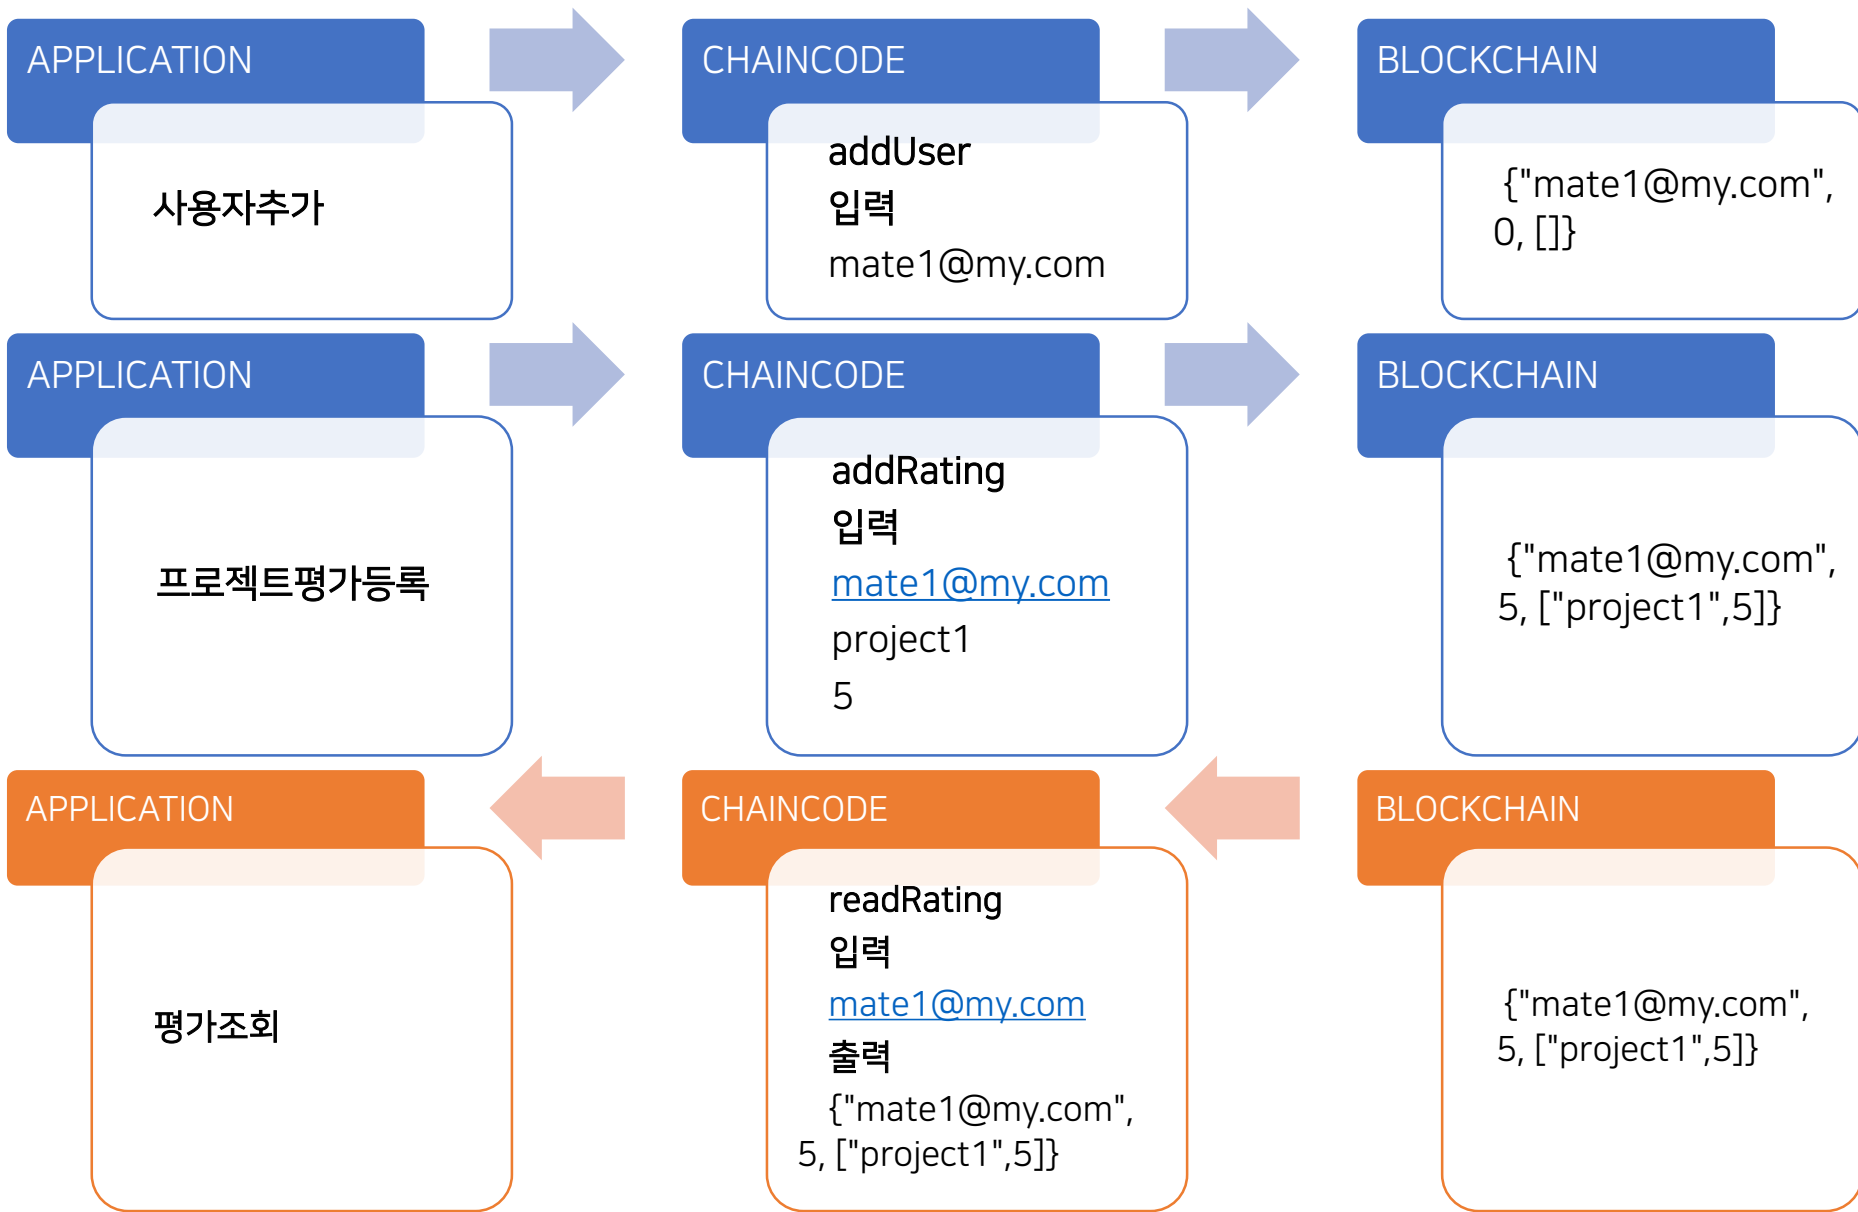 APPLICATION
사용자추가
CHAINCODE
addUser
입력
mate1@my.com
BLOCKCHAIN
{"mate1@my.com",
0, []}
APPLICATION
프로젝트평가등록
CHAINCODE
addRating
입력
mate1@my.com
project1
5
BLOCKCHAIN
{"mate1@my.com",
5, ["project1",5]}
APPLICATION
평가조회
CHAINCODE
readRating
입력
mate1@my.com
출력
{"mate1@my.com",
5, ["project1",5]}
BLOCKCHAIN
{"mate1@my.com",
5, ["project1",5]}